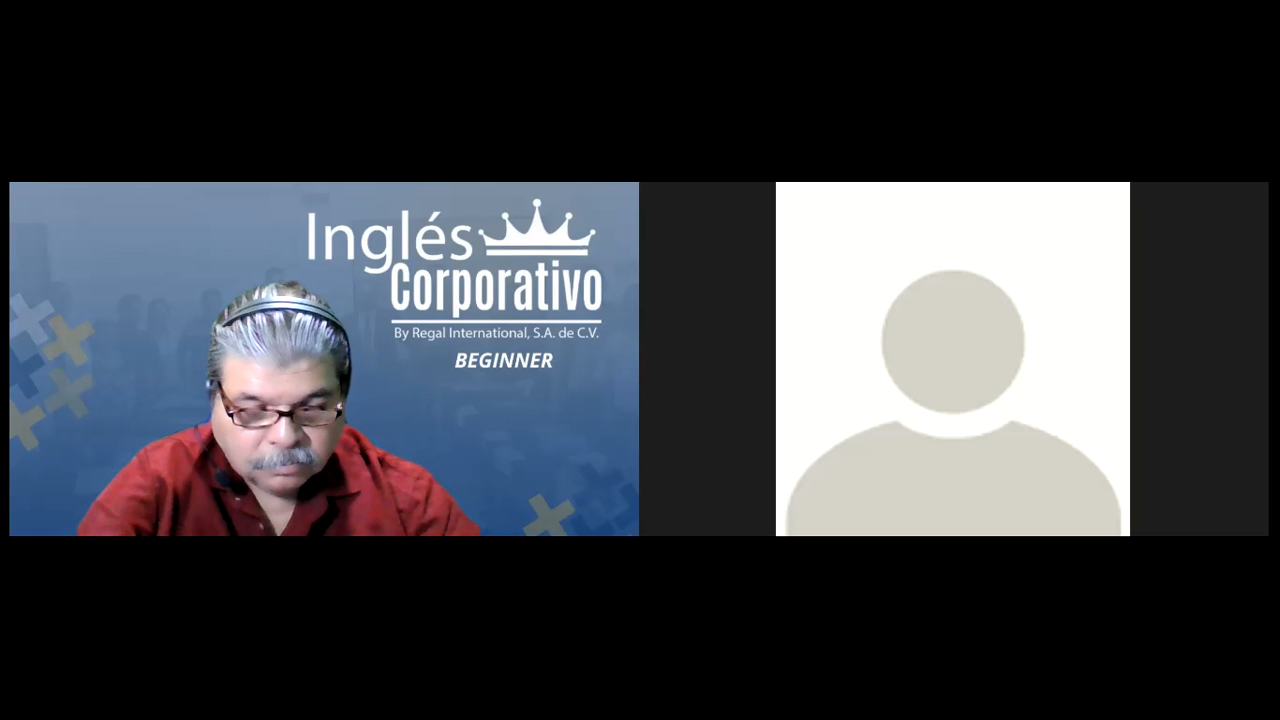 Inglés
Corporativo
By Regal International, S.A. de C.V.
BEGINNER